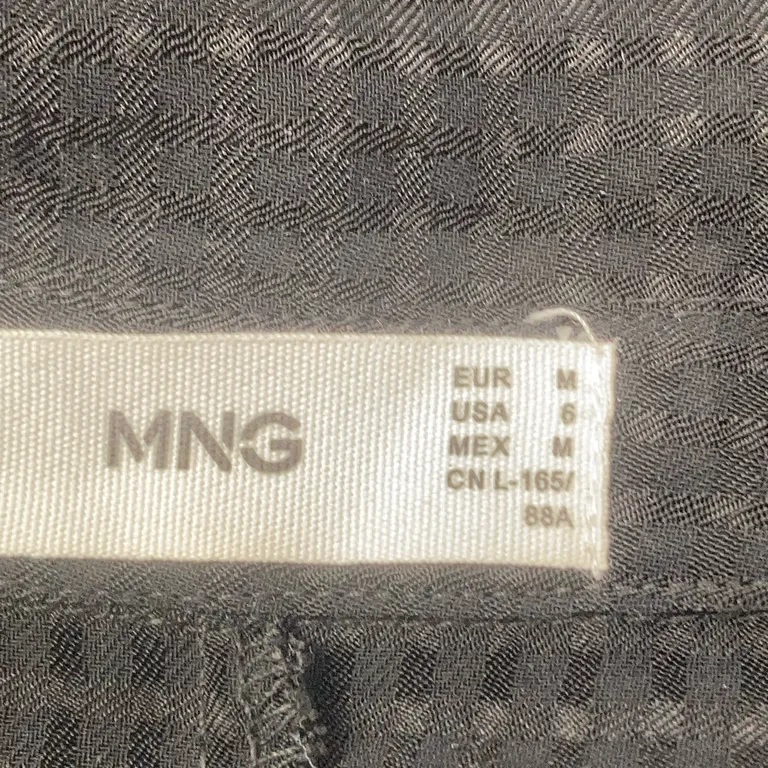 MNG
EUR M
USA 6
MEX M
CN L-165/
88A